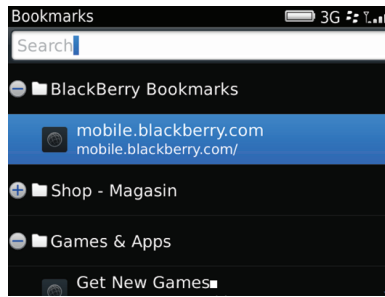 Bookmarks 3G
Search
BlackBerry Bookmarks
mobile.blackberry.com
mobile.blackberry.com/
Shop - Magasin
Games & Apps
Get New Games